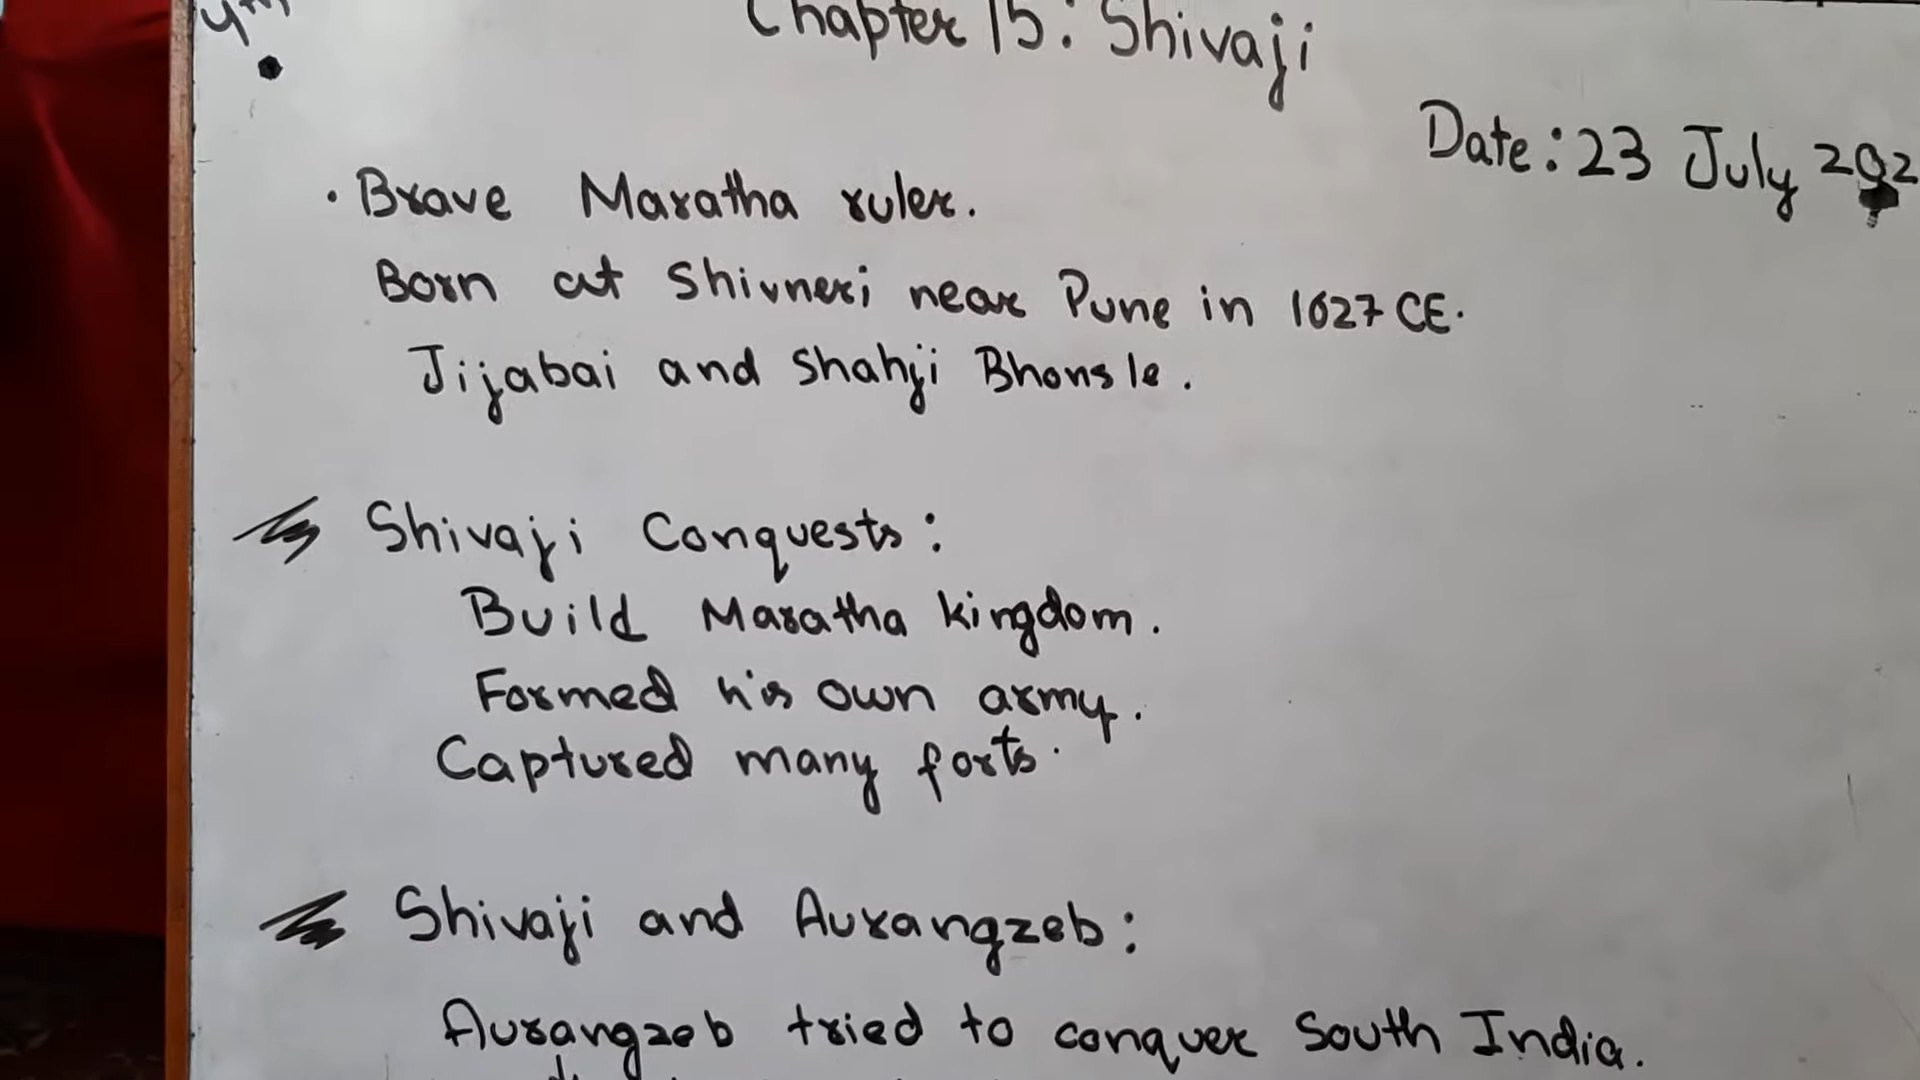 4th
Chapter 15: Shivaji
Date: 23 July 202
. Brave Maratha ruler.
Born at Shivneri near Pune in 1627 CE.
Jijabai and Shahji Bhonsle.
Shivaji Conquests:
Build Maratha kingdom.
Formed his own army.
Captured many forts.
Shivaji and Aurangzeb:
Aurangzeb tried to conquer South India.